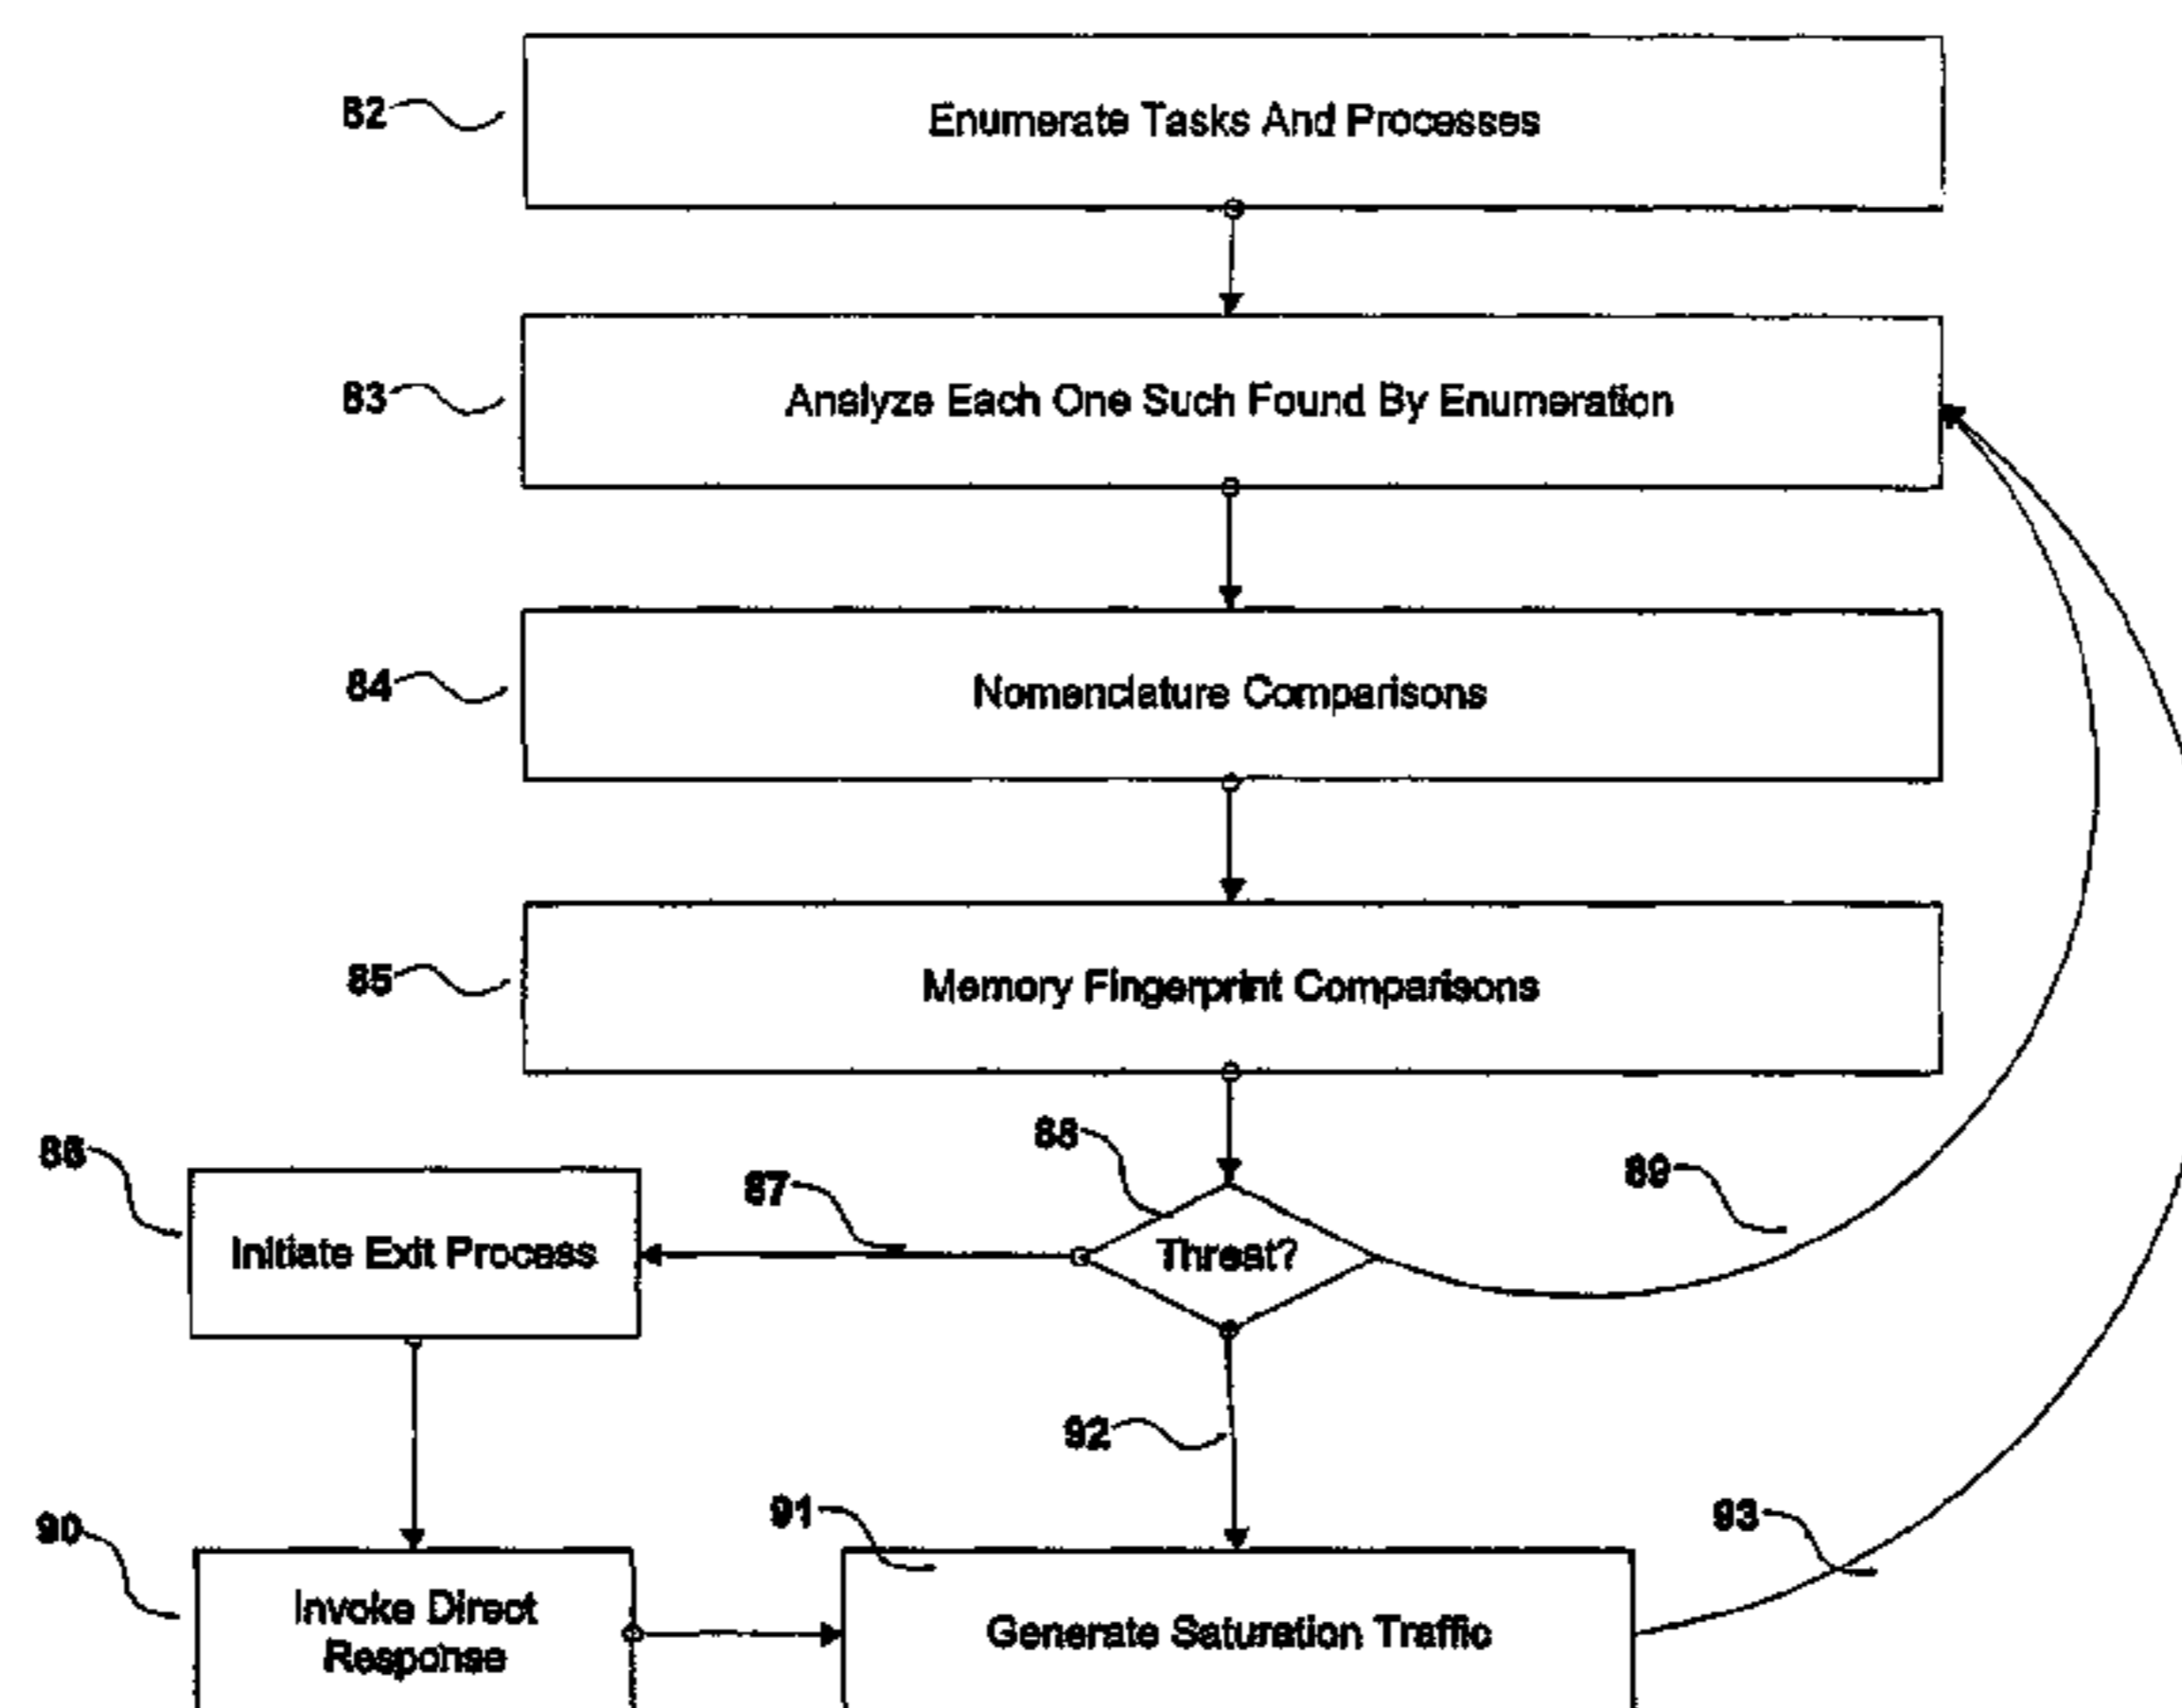 82
Enumerate Tasks And Processes
83
Analyze Each One Such Found By Enumeration
84
Nomenclature Comparisons
85
Memory Fingerprint Comparisons
86
Initiate Exit Process
87
88
Threat?
89
92
90
Invoke Direct
Response
91
Generate Saturation Traffic
93